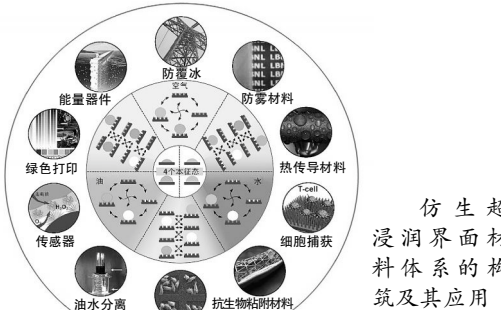 防覆冰
能量器件
防雾材料
空气
绿色打印
热传导材料
4个本征态
油
水
T-cell
传感器
H₂O
细胞捕获
油水分离
抗生物粘附材料
仿生超
浸润界面材
料体系的构
筑及其应用